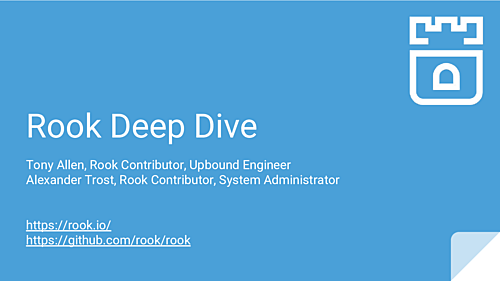 Rook Deep Dive
Tony Allen, Rook Contributor, Upbound Engineer
Alexander Trost, Rook Contributor, System Administrator
https://rook.io/
https://github.com/rook/rook